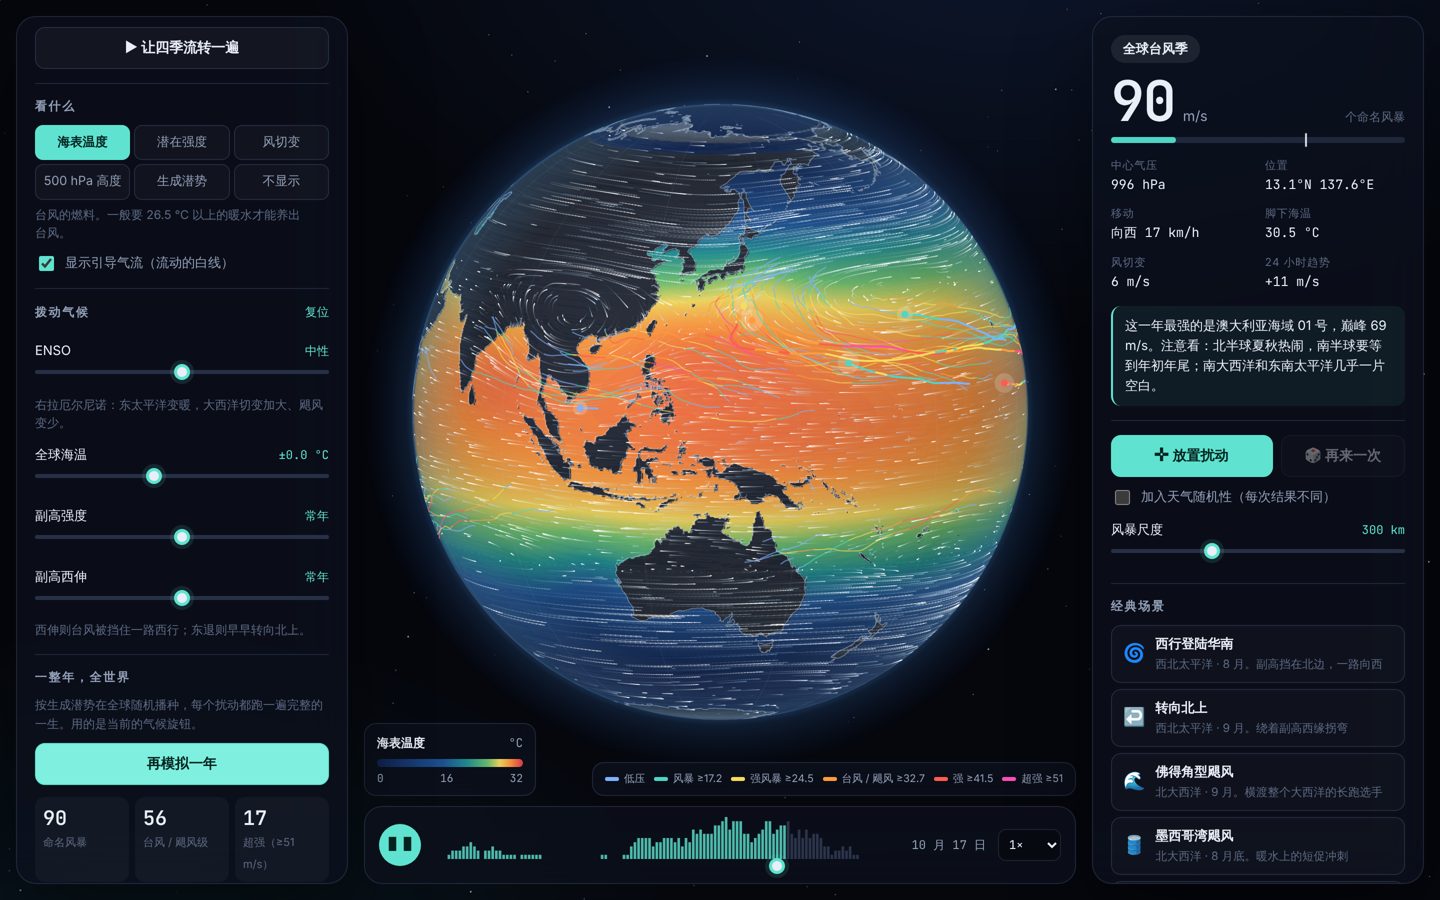 ▶ 让四季流转一遍
看什么
海表温度
潜在强度
风切变
500 hPa 高度
生成潜势
不显示
台风的燃料。一般要 26.5 °C 以上的暖水才能养出
台风。
显示引导气流（流动的白线）
拨动气候
复位
ENSO
中性
右拉厄尔尼诺：东太平洋变暖，大西洋切变加大、飓风
变少。
全球海温
±0.0 °C
副高强度
常年
副高西伸
常年
西伸则台风被挡住一路西行；东退则早早转向北上。
一整年，全世界
按生成潜势在全球随机播种，每个扰动都跑一遍完整的
一生。用的是当前的气候旋钮。
再模拟一年
90
命名风暴
56
台风 / 飓风级
17
超强（≥51
m/s）
海表温度
°C
0
16
32
低压
风暴 ≥17.2
强风暴 ≥24.5
台风 / 飓风 ≥32.7
强 ≥41.5
超强 ≥51
10 月 17 日
1×
全球台风季
90 m/s
个命名风暴
中心气压
996 hPa
位置
13.1°N 137.6°E
移动
向西 17 km/h
脚下海温
30.5 °C
风切变
6 m/s
24 小时趋势
+11 m/s
这一年最强的是澳大利亚海域 01 号，巅峰 69
m/s。注意看：北半球夏秋热闹，南半球要等
到年初年尾；南大西洋和东南太平洋几乎一片
空白。
✛ 放置扰动
🎲 再来一次
加入天气随机性（每次结果不同）
风暴尺度
300 km
经典场景
西行登陆华南
西北太平洋 · 8 月。副高挡在北边，一路向西
转向北上
西北太平洋 · 9 月。绕着副高西缘拐弯
佛得角型飓风
北大西洋 · 9 月。横渡整个大西洋的长跑选手
墨西哥湾飓风
北大西洋 · 8 月底。暖水上的短促冲刺